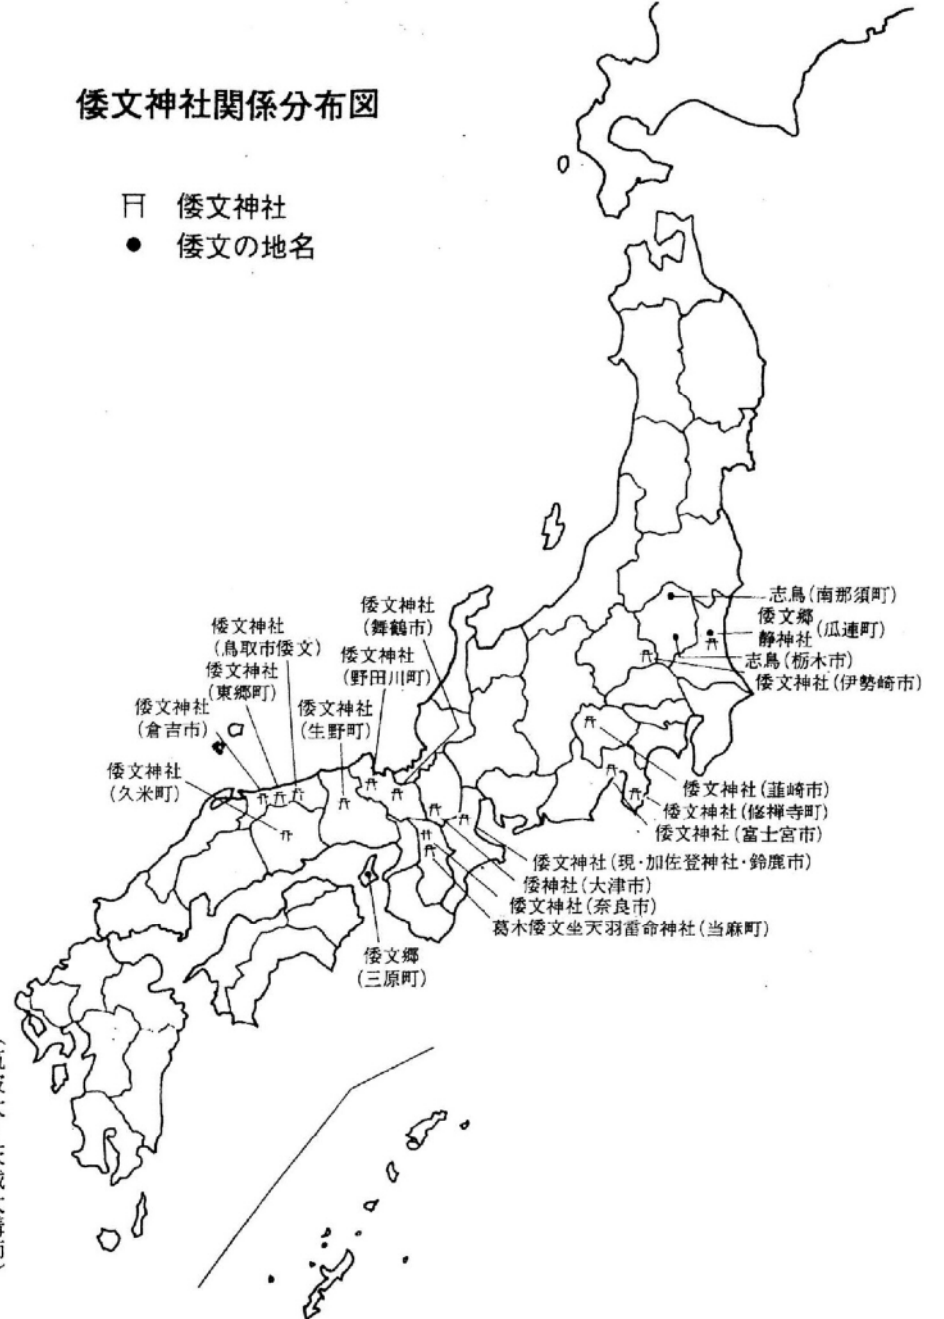 倭文神社関係分布図
倭文神社
倭文の地名
倭文神社
(舞鶴市)
倭文神社
(鳥取市倭文)
倭文神社
(野田川町)
倭文神社
(東郷町)
倭文神社
(倉吉市)
倭文神社
(生野町)
倭文神社
(久米町)
志鳥(南那須町)
倭文郷
静神社
(瓜連町)
志鳥(栃木市)
倭文神社(伊勢崎市)
倭文神社(韮崎市)
倭文神社(修禅寺町)
倭文神社(富士宮市)
倭文神社(現・加佐登神社・鈴鹿市)
倭神社(大津市)
倭文神社(奈良市)
葛木倭文坐天羽雷命神社(当麻町)
倭文郷
(三原町)